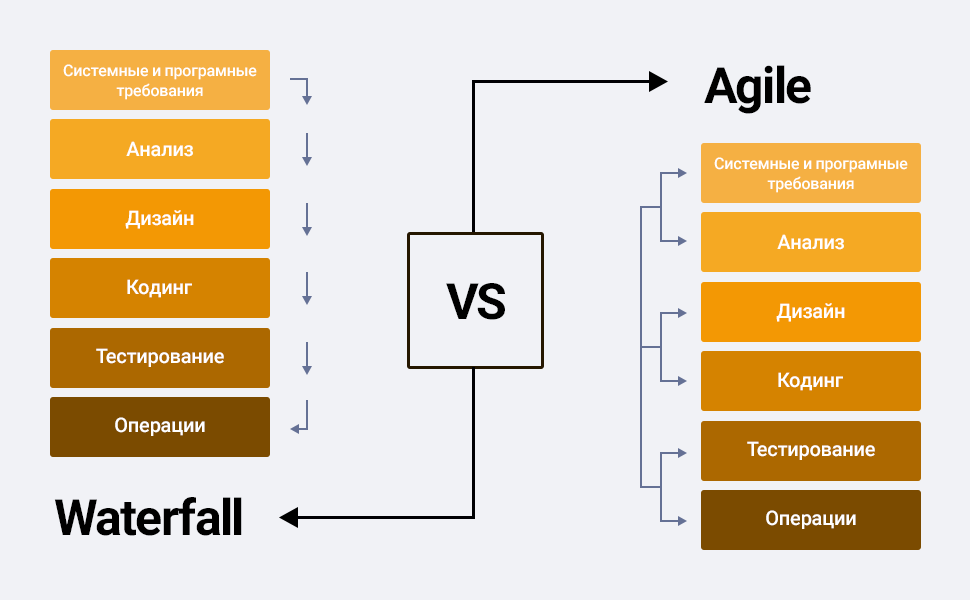 Системные и програмные
требования
Анализ
Дизайн
Кодинг
Тестирование
Операции
Waterfall
VS
Agile
Системные и програмные
требования
Анализ
Дизайн
Кодинг
Тестирование
Операции